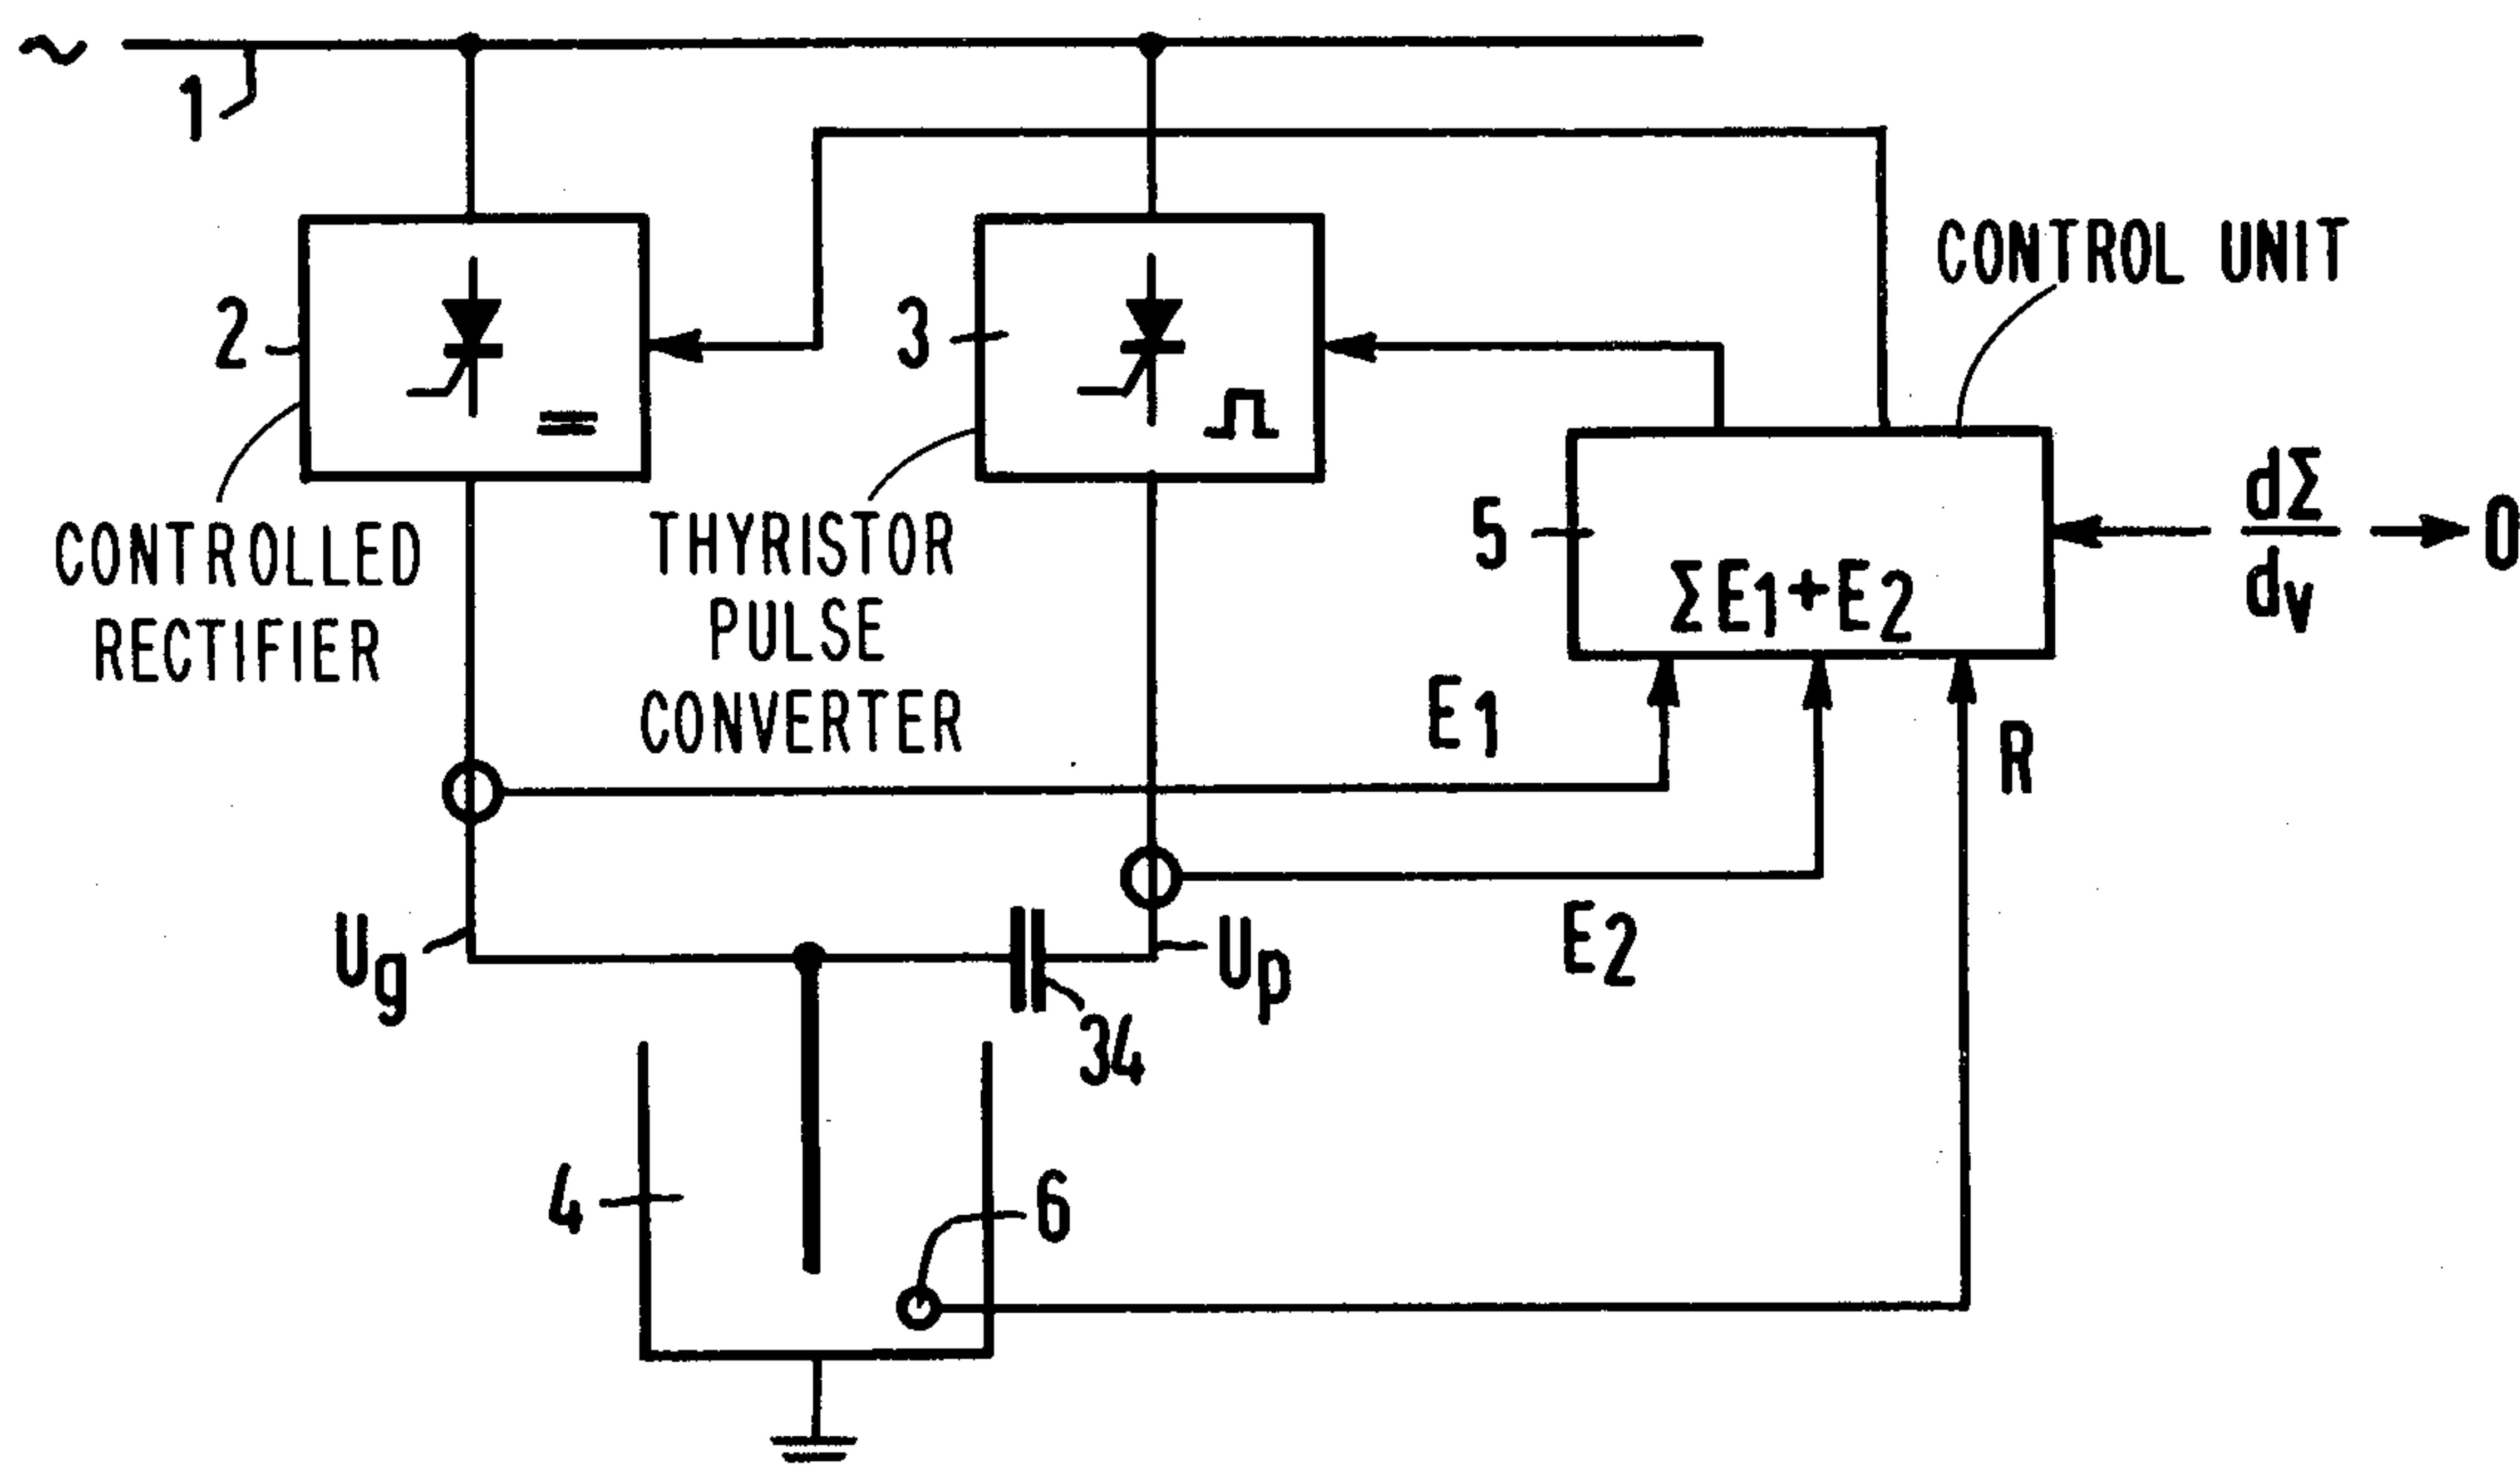 ~
1
2
3
CONTROL UNIT
CONTROLLED
RECTIFIER
THYRISTOR
PULSE
CONVERTER
5
ΣE1+E2
dΣ
dv
0
E1
R
Ug
Up
E2
34
4
6